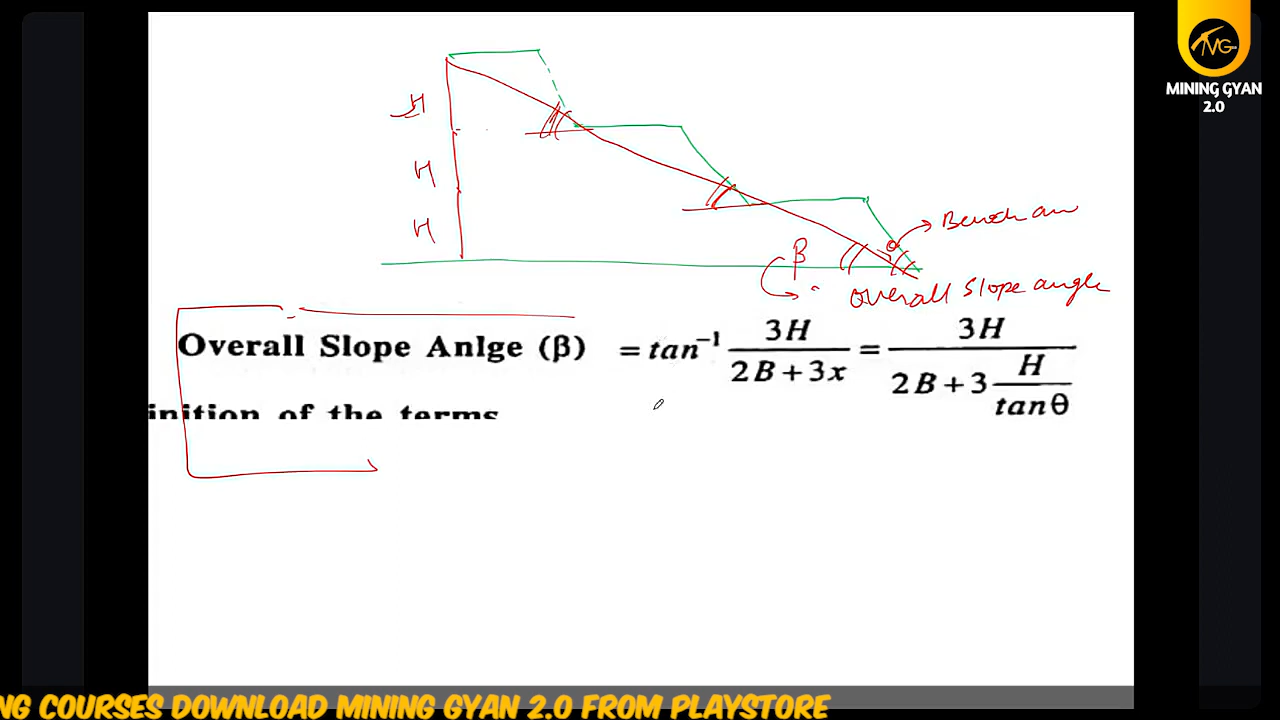 MINING GYAN
2.0
H
H
H
Bench an
β
θ
overall slope angle
Overall Slope Anlge (β) = tan⁻¹ 3H / 2B + 3x = 3H / 2B + 3 H / tanθ
inition of the terms
NG COURSES DOWNLOAD MINING GYAN 2.0 FROM PLAYSTORE